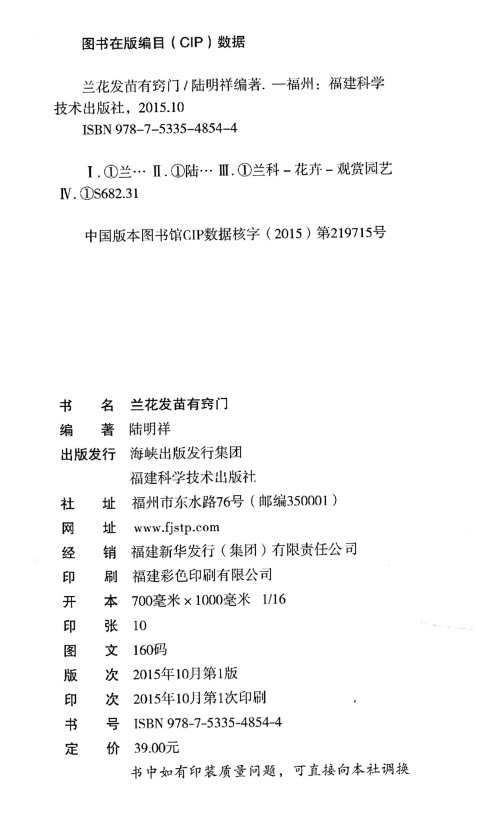 图书在版编目(CIP)数据
兰花发苗有窍门/陆明祥编著. —福州：福建科学
技术出版社，2015.10
ISBN 978-7-5335-4854-4
Ⅰ.①兰… Ⅱ.①陆… Ⅲ.①兰科－花卉－观赏园艺
Ⅳ.①S682.31
中国版本图书馆CIP数据核字（2015）第219715号
书 名 兰花发苗有窍门
编 著 陆明祥
出版发行 海峡出版发行集团
福建科学技术出版社
社 址 福州市东水路76号（邮编350001）
网 址 www.fjstp.com
经 销 福建新华发行（集团）有限责任公司
印 刷 福建彩色印刷有限公司
开 本 700毫米×1000毫米 1/16
印 张 10
图 文 160码
版 次 2015年10月第1版
印 次 2015年10月第1次印刷
书 号 ISBN 978-7-5335-4854-4
定 价 39.00元
书中如有印装质量问题，可直接向本社调换